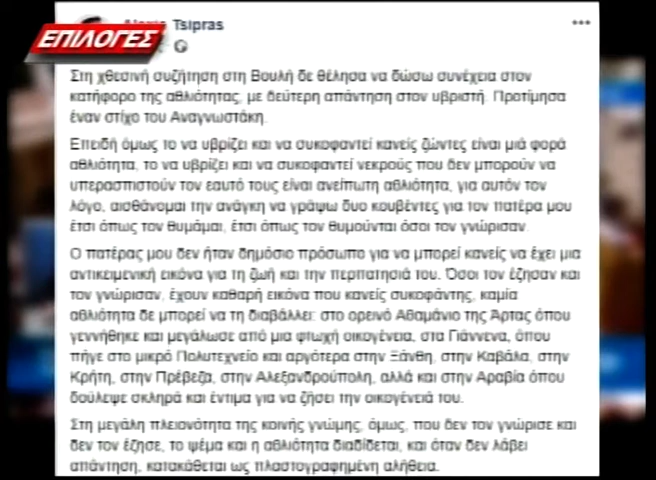 Alexis Tsipras
ΕΠΙΛΟΓΕΣ
Στη χθεσινή συζήτηση στη Βουλή δε θέλησα να δώσω συνέχεια στον
κατήφορο της αθλιότητας, με δεύτερη απάντηση στον υβριστή. Προτίμησα
έναν στίχο του Αναγνωστάκη.
Επειδή όμως το να υβρίζει και να συκοφαντεί κανείς ζώντες είναι μιά φορά
αθλιότητα, το να υβρίζει και να συκοφαντεί νεκρούς που δεν μπορούν να
υπερασπιστούν τον εαυτό τους είναι ανείπωτη αθλιότητα, για αυτόν τον
λόγο, αισθάνομαι την ανάγκη να γράψω δυο κουβέντες για τον πατέρα μου
έτσι όπως τον θυμάμαι, έτσι όπως τον θυμούνται όσοι τον γνώρισαν.
Ο πατέρας μου δεν ήταν δημόσιο πρόσωπο για να μπορεί κανείς να έχει μια
αντικειμενική εικόνα για τη ζωή και την περπατησιά του. Όσοι τον έζησαν και
τον γνώρισαν, έχουν καθαρή εικόνα που κανείς συκοφάντης, καμία
αθλιότητα δε μπορεί να τη διαβάλλει: στο ορεινό Αθαμάνιο της Άρτας όπου
γεννήθηκε και μεγάλωσε από μια φτωχή οικογένεια, στα Γιάννενα, όπου
πήγε στο μικρό Πολυτεχνείο και αργότερα στην Ξάνθη, στην Καβάλα, στην
Κρήτη, στην Πρέβεζα, στην Αλεξανδρούπολη, αλλά και στην Αραβία όπου
δούλεψε σκληρά και έντιμα για να ζήσει την οικογένειά του.
Στη μεγάλη πλειονότητα της κοινής γνώμης, όμως, που δεν τον γνώρισε και
δεν τον έζησε, το ψέμα και η αθλιότητα διαδίδεται, και όταν δεν λάβει
απάντηση, κατακάθεται ως πλαστογραφημένη αλήθεια.